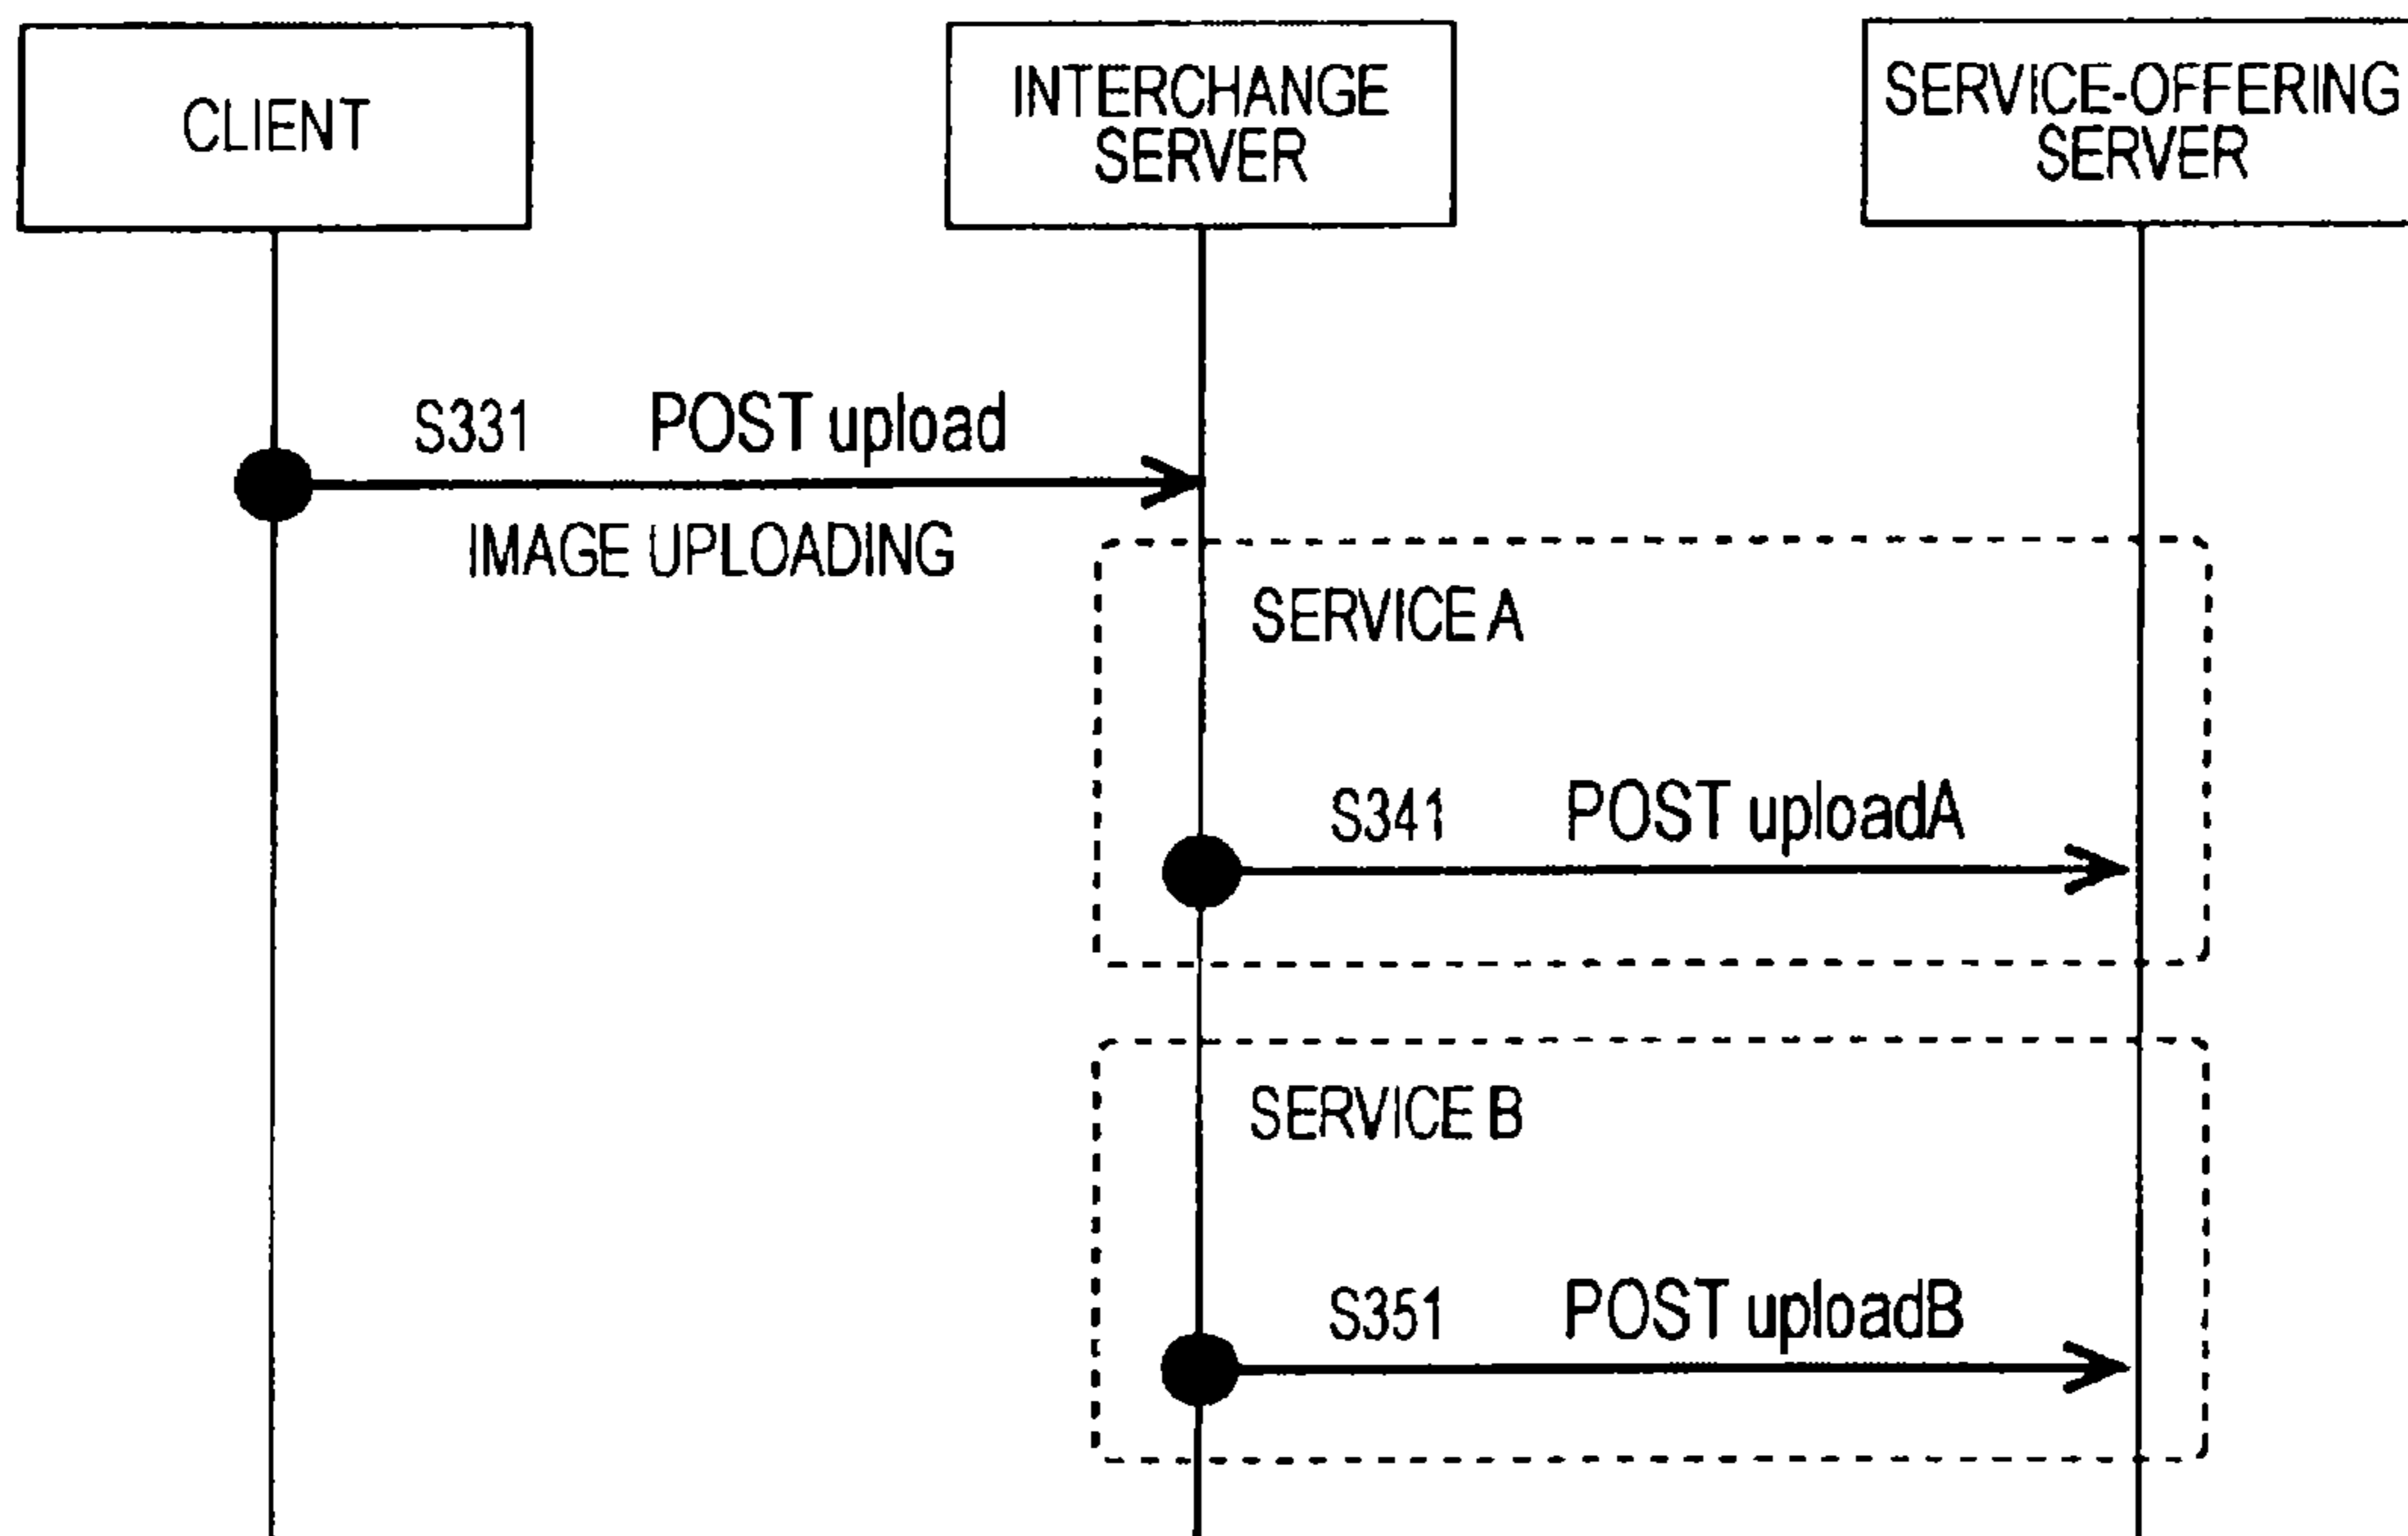 CLIENT
INTERCHANGE
SERVER
SERVICE-OFFERING
SERVER
S331 POST upload
IMAGE UPLOADING
SERVICE A
S341 POST uploadA
SERVICE B
S351 POST uploadB